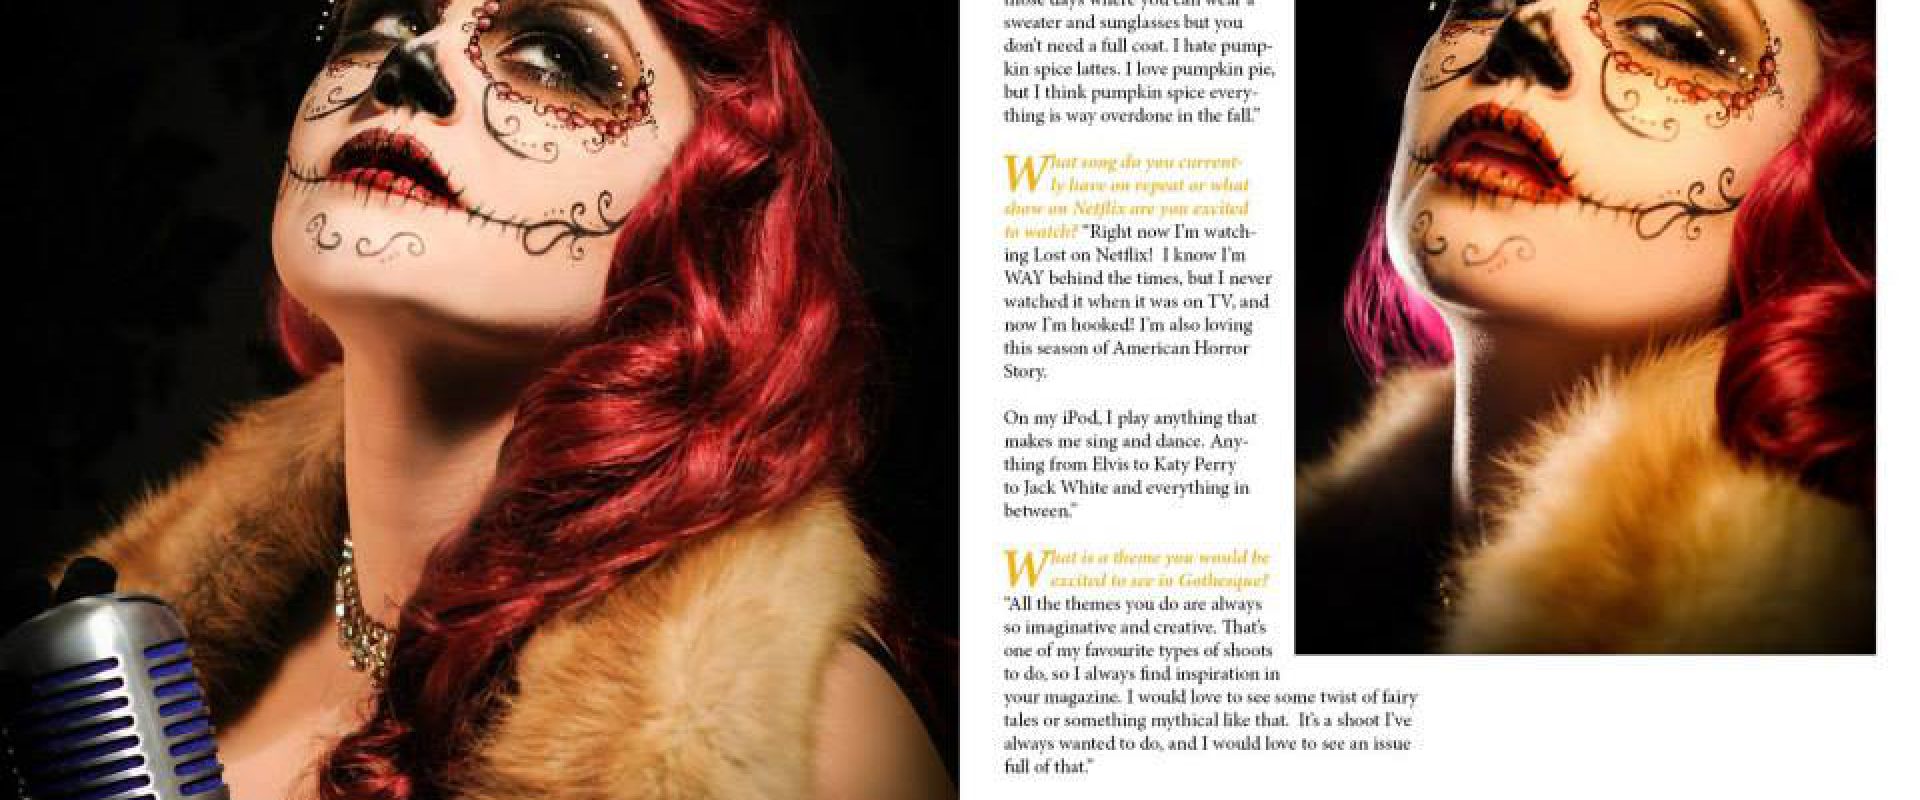 those days where you can wear a
sweater and sunglasses but you
don't need a full coat. I hate pump-
kin spice lattes. I love pumpkin pie,
but I think pumpkin spice every-
thing is way overdone in the fall."
What song do you current-
ly have on repeat or what
show on Netflix are you excited
to watch? "Right now I'm watch-
ing Lost on Netflix!  I know I'm
WAY behind the times, but I never
watched it when it was on TV, and
now I'm hooked! I'm also loving
this season of American Horror
Story.
On my iPod, I play anything that
makes me sing and dance. Any-
thing from Elvis to Katy Perry
to Jack White and everything in
between."
What is a theme you would be
excited to see in Gothesque?
"All the themes you do are always
so imaginative and creative. That's
one of my favourite types of shoots
to do, so I always find inspiration in
your magazine. I would love to see some twist of fairy
tales or something mythical like that.  It's a shoot I've
always wanted to do, and I would love to see an issue
full of that."